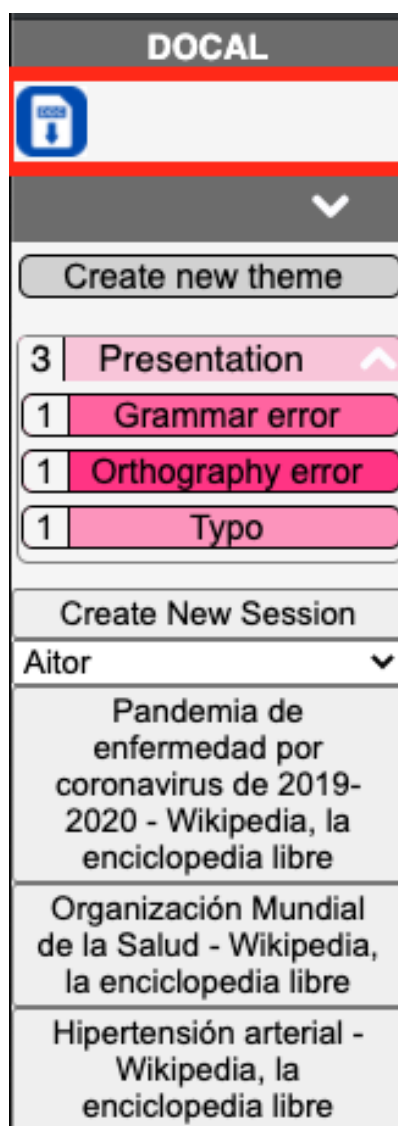 DOCAL
DOC
Create new theme
3 Presentation
1 Grammar error
1 Orthography error
1 Typo
Create New Session
Aitor
Pandemia de
enfermedad por
coronavirus de 2019-
2020 - Wikipedia, la
enciclopedia libre
Organización Mundial
de la Salud - Wikipedia,
la enciclopedia libre
Hipertensión arterial -
Wikipedia, la
enciclopedia libre